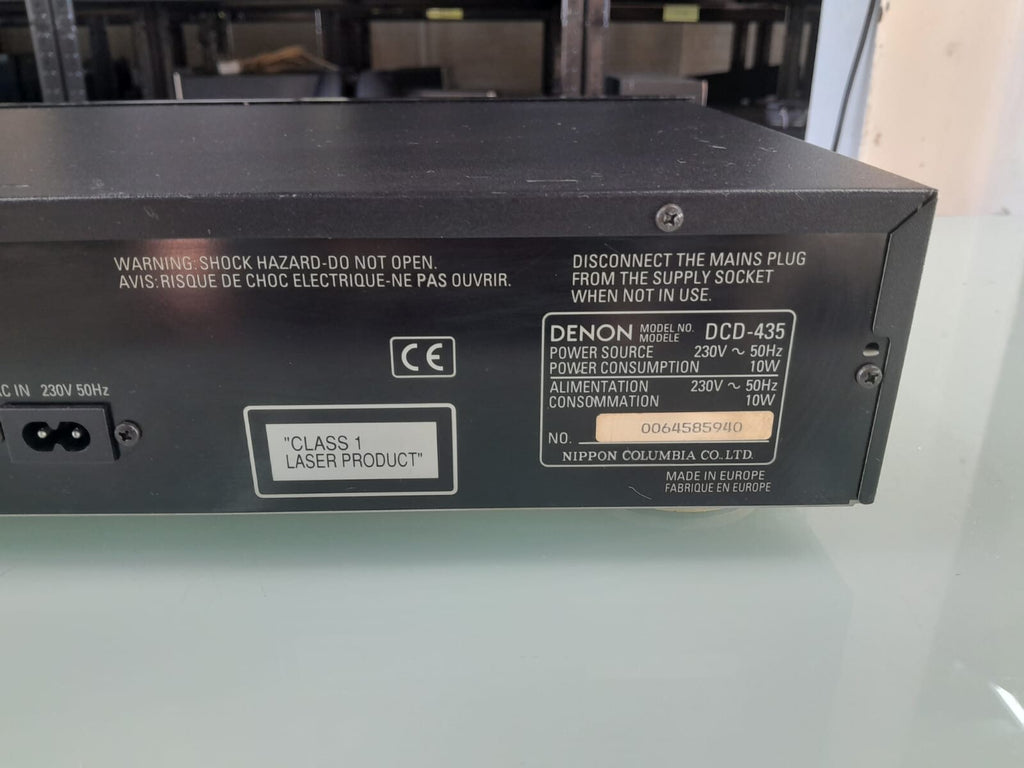 WARNING: SHOCK HAZARD-DO NOT OPEN.
AVIS: RISQUE DE CHOC ELECTRIQUE-NE PAS OUVRIR.
DISCONNECT THE MAINS PLUG
FROM THE SUPPLY SOCKET
WHEN NOT IN USE.
DENON MODEL NO. MODELE DCD-435
POWER SOURCE 230V ~ 50Hz
POWER CONSUMPTION 10W
ALIMENTATION 230V ~ 50Hz
CONSOMMATION 10W
NO. 0064585940
NIPPON COLUMBIA CO., LTD.
MADE IN EUROPE
FABRIQUE EN EUROPE
CE
C IN 230V 50Hz
"CLASS 1
LASER PRODUCT"